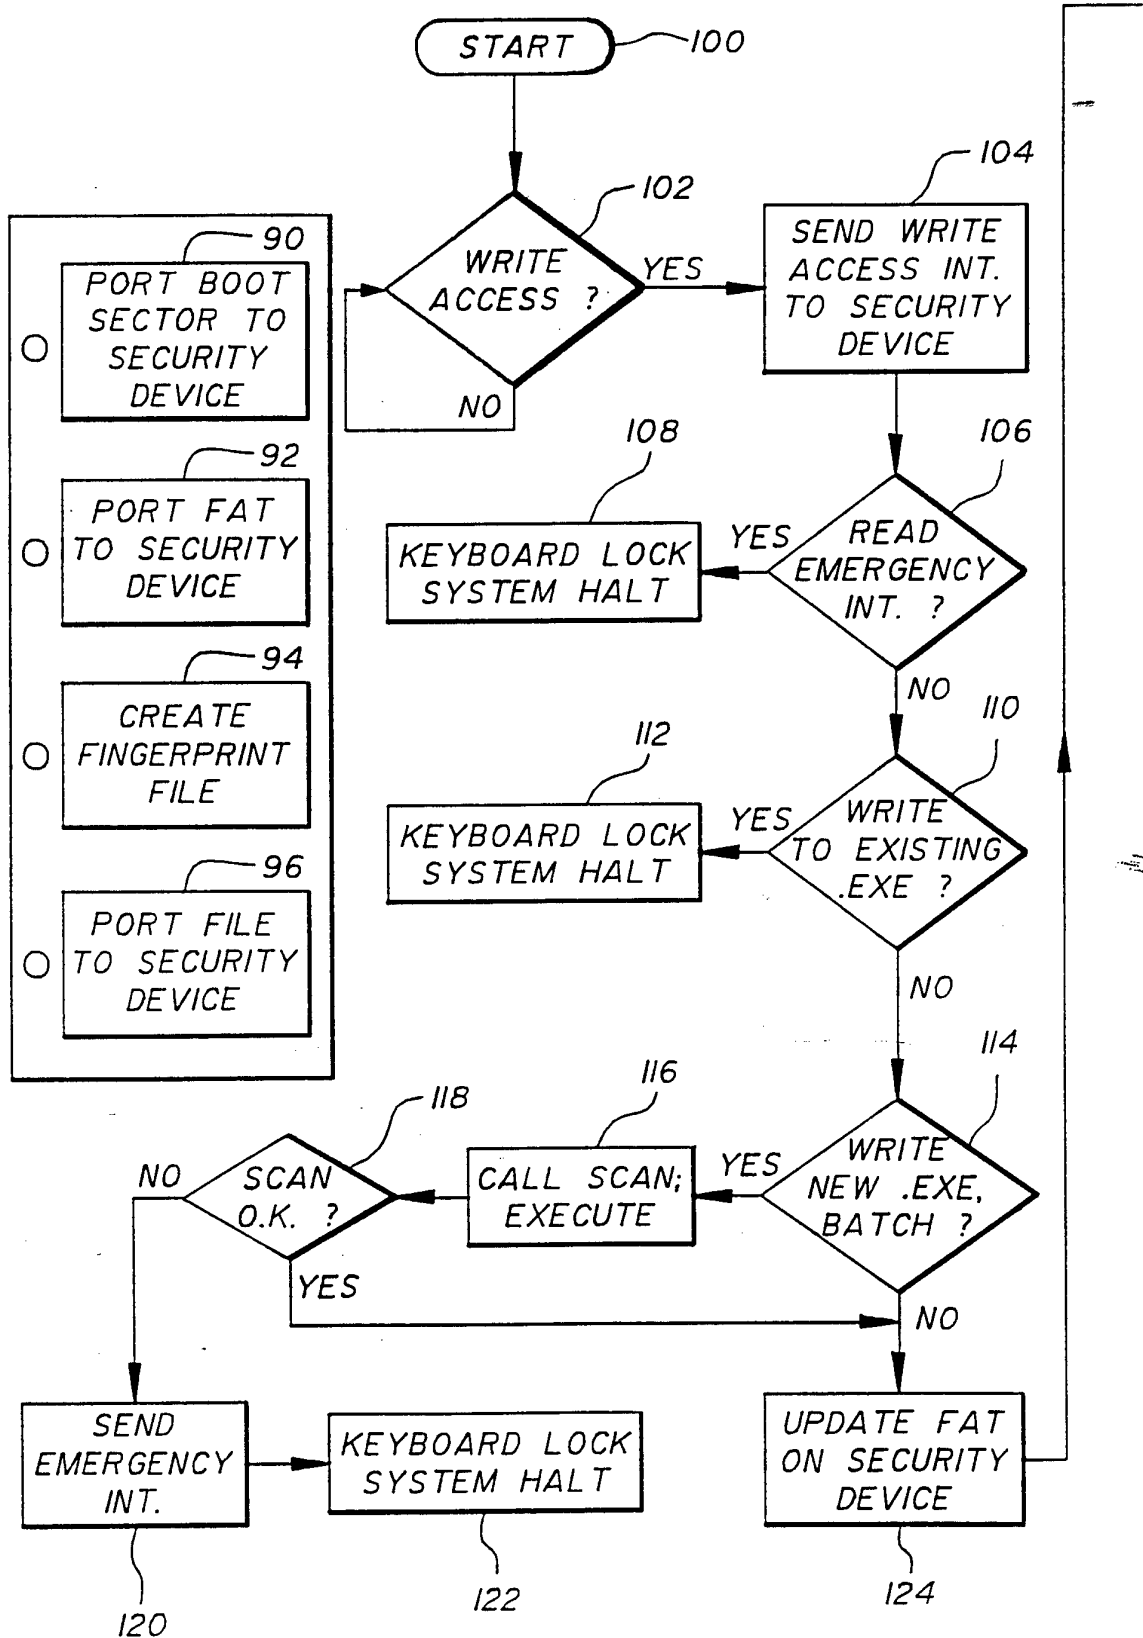 START
100
102
WRITE
ACCESS ?
YES
NO
104
SEND WRITE
ACCESS INT.
TO SECURITY
DEVICE
90
PORT BOOT
SECTOR TO
SECURITY
DEVICE
92
PORT FAT
TO SECURITY
DEVICE
94
CREATE
FINGERPRINT
FILE
96
PORT FILE
TO SECURITY
DEVICE
106
READ
EMERGENCY
INT. ?
YES
NO
108
KEYBOARD LOCK
SYSTEM HALT
110
WRITE
TO EXISTING
.EXE ?
YES
NO
112
KEYBOARD LOCK
SYSTEM HALT
114
WRITE
NEW .EXE,
BATCH ?
YES
NO
116
CALL SCAN;
EXECUTE
118
SCAN
O.K. ?
NO
YES
SEND
EMERGENCY
INT.
120
KEYBOARD LOCK
SYSTEM HALT
122
UPDATE FAT
ON SECURITY
DEVICE
124